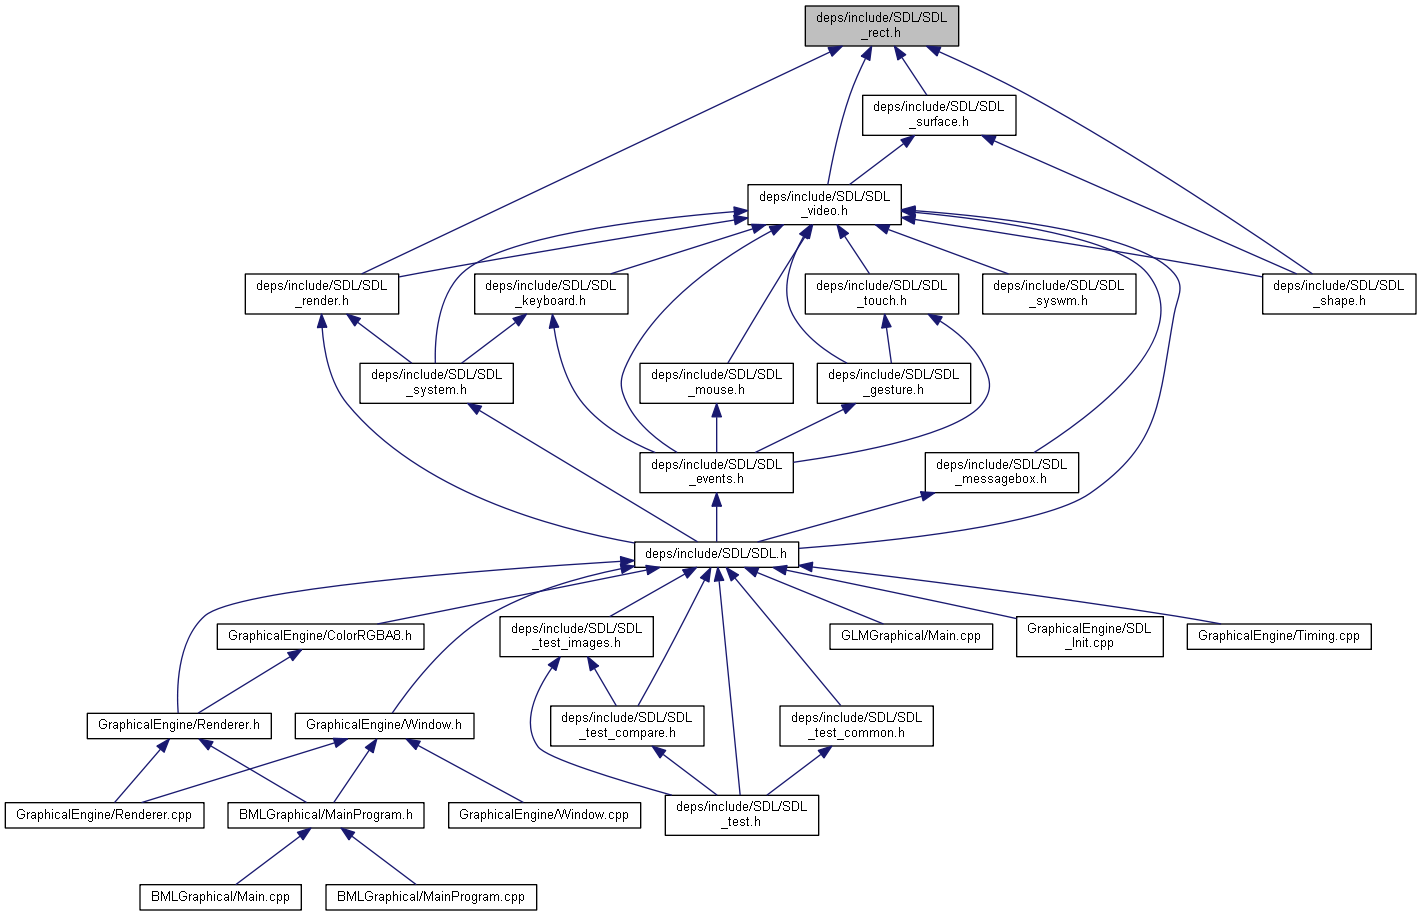 deps/include/SDL/SDL
_rect.h
deps/include/SDL/SDL
_surface.h
deps/include/SDL/SDL
_video.h
deps/include/SDL/SDL
_render.h
deps/include/SDL/SDL
_keyboard.h
deps/include/SDL/SDL
_touch.h
deps/include/SDL/SDL
_syswm.h
deps/include/SDL/SDL
_shape.h
deps/include/SDL/SDL
_system.h
deps/include/SDL/SDL
_mouse.h
deps/include/SDL/SDL
_gesture.h
deps/include/SDL/SDL
_events.h
deps/include/SDL/SDL
_messagebox.h
deps/include/SDL/SDL.h
GraphicalEngine/ColorRGBA8.h
deps/include/SDL/SDL
_test_images.h
GLMGraphical/Main.cpp
GraphicalEngine/SDL
_Init.cpp
GraphicalEngine/Timing.cpp
GraphicalEngine/Renderer.h
GraphicalEngine/Window.h
deps/include/SDL/SDL
_test_compare.h
deps/include/SDL/SDL
_test_common.h
GraphicalEngine/Renderer.cpp
BMLGraphical/MainProgram.h
GraphicalEngine/Window.cpp
deps/include/SDL/SDL
_test.h
BMLGraphical/Main.cpp
BMLGraphical/MainProgram.cpp